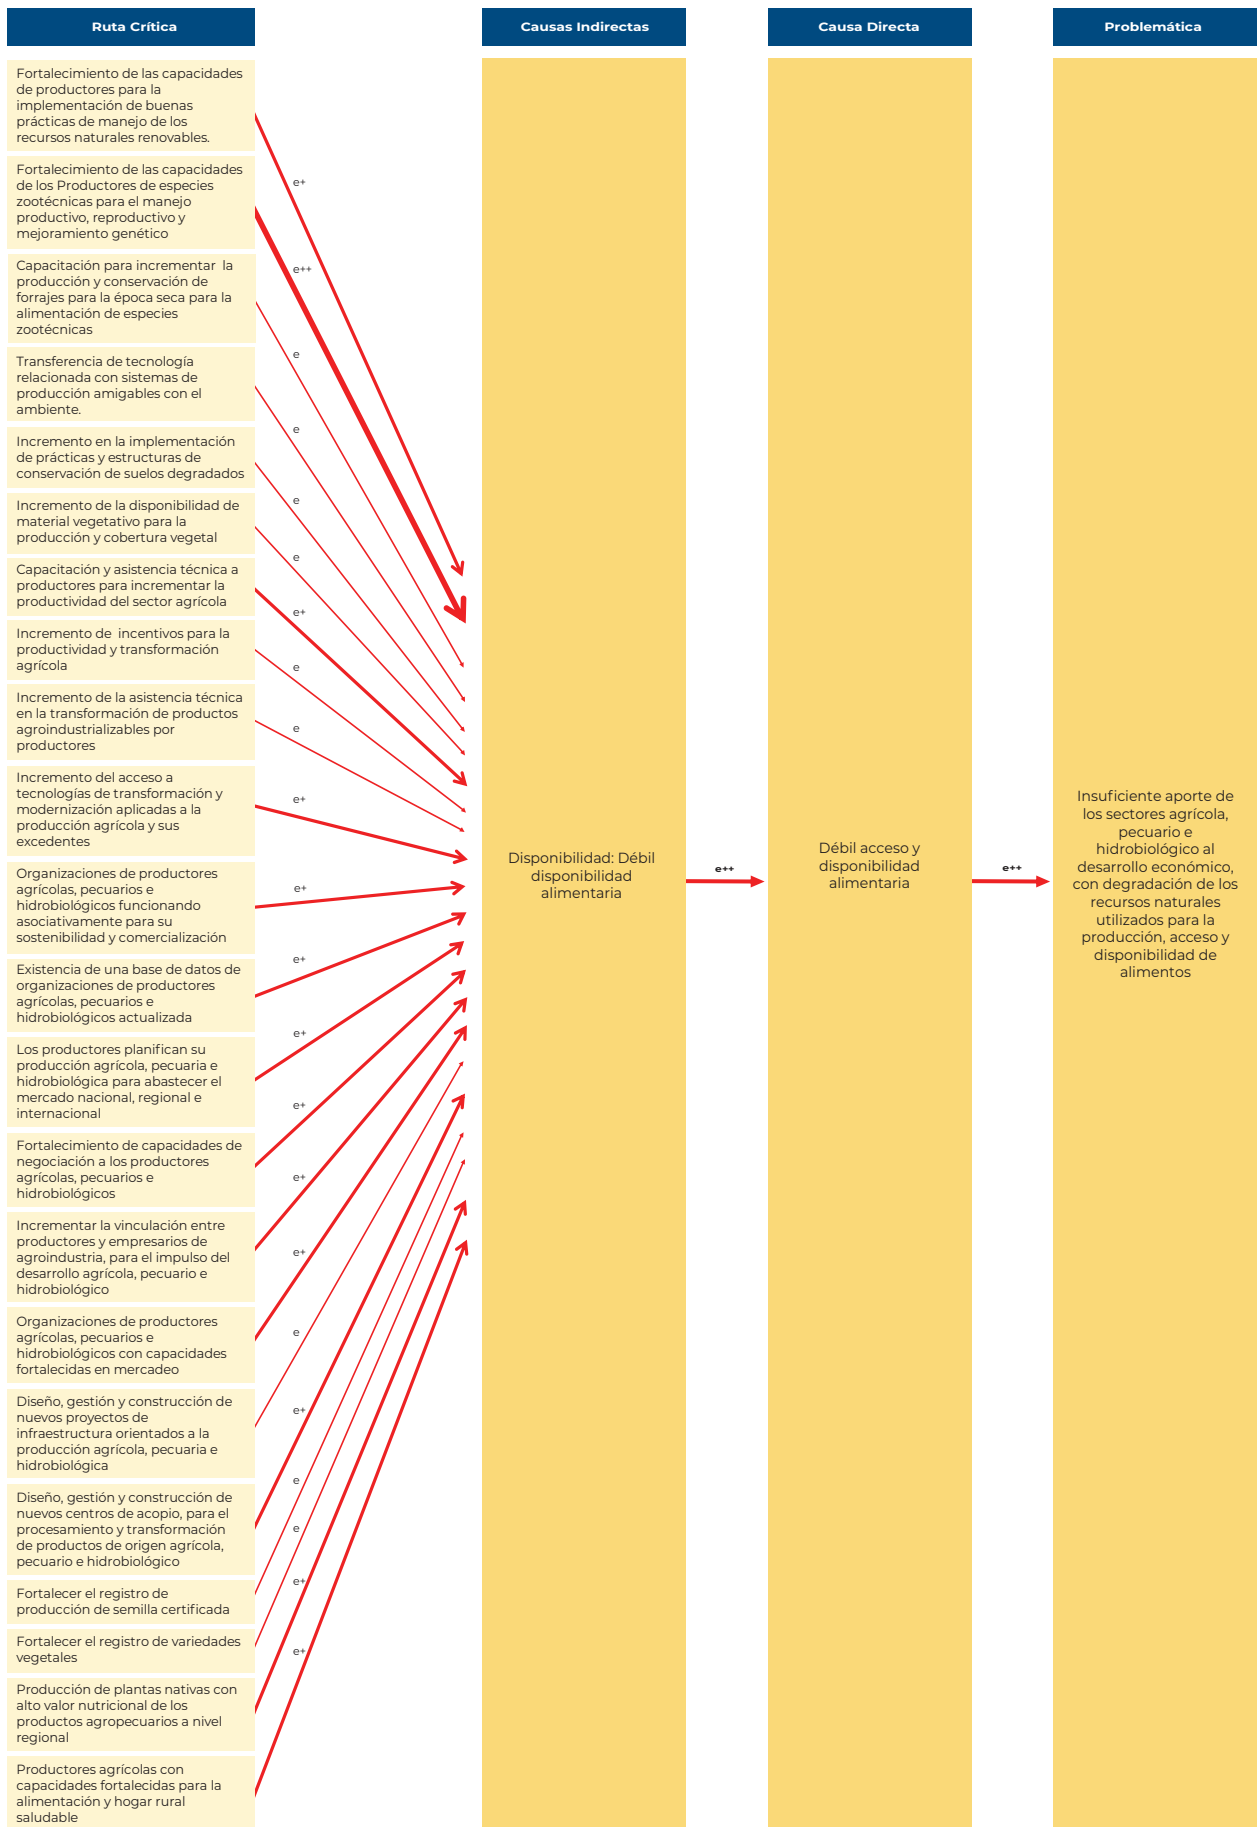 Ruta Crítica
Causas Indirectas
Causa Directa
Problemática
Fortalecimiento de las capacidades
de productores para la
implementación de buenas
prácticas de manejo de los
recursos naturales renovables.
e+
Fortalecimiento de las capacidades
de los Productores de especies
zootécnicas para el manejo
productivo, reproductivo y
mejoramiento genético
e++
Capacitación para incrementar la
producción y conservación de
forrajes para la época seca para la
alimentación de especies
zootécnicas
e
Transferencia de tecnología
relacionada con sistemas de
producción amigables con el
ambiente.
e
Incremento en la implementación
de prácticas y estructuras de
conservación de suelos degradados
e
Incremento de la disponibilidad de
material vegetativo para la
producción y cobertura vegetal
e
Capacitación y asistencia técnica a
productores para incrementar la
productividad del sector agrícola
e+
Incremento de incentivos para la
productividad y transformación
agrícola
e
Incremento de la asistencia técnica
en la transformación de productos
agroindustrializables por
productores
e
Incremento del acceso a
tecnologías de transformación y
modernización aplicadas a la
producción agrícola y sus
excedentes
e+
Organizaciones de productores
agrícolas, pecuarios e
hidrobiológicos funcionando
asociativamente para su
sostenibilidad y comercialización
e+
Existencia de una base de datos de
organizaciones de productores
agrícolas, pecuarios e
hidrobiológicos actualizada
e+
Los productores planifican su
producción agrícola, pecuaria e
hidrobiológica para abastecer el
mercado nacional, regional e
internacional
e+
Fortalecimiento de capacidades de
negociación a los productores
agrícolas, pecuarios e
hidrobiológicos
e+
Incrementar la vinculación entre
productores y empresarios de
agroindustria, para el impulso del
desarrollo agrícola, pecuario e
hidrobiológico
e+
Organizaciones de productores
agrícolas, pecuarios e
hidrobiológicos con capacidades
fortalecidas en mercadeo
e+
Diseño, gestión y construcción de
nuevos proyectos de
infraestructura orientados a la
producción agrícola, pecuaria e
hidrobiológica
e
Diseño, gestión y construcción de
nuevos centros de acopio, para el
procesamiento y transformación
de productos de origen agrícola,
pecuario e hidrobiológico
e+
Fortalecer el registro de
producción de semilla certificada
e
Fortalecer el registro de variedades
vegetales
e
Producción de plantas nativas con
alto valor nutricional de los
productos agropecuarios a nivel
regional
e+
Productores agrícolas con
capacidades fortalecidas para la
alimentación y hogar rural
saludable
Disponibilidad: Débil
disponibilidad
alimentaria
e++
Débil acceso y
disponibilidad
alimentaria
e++
Insuficiente aporte de
los sectores agrícola,
pecuario e
hidrobiológico al
desarrollo económico,
con degradación de los
recursos naturales
utilizados para la
producción, acceso y
disponibilidad de
alimentos